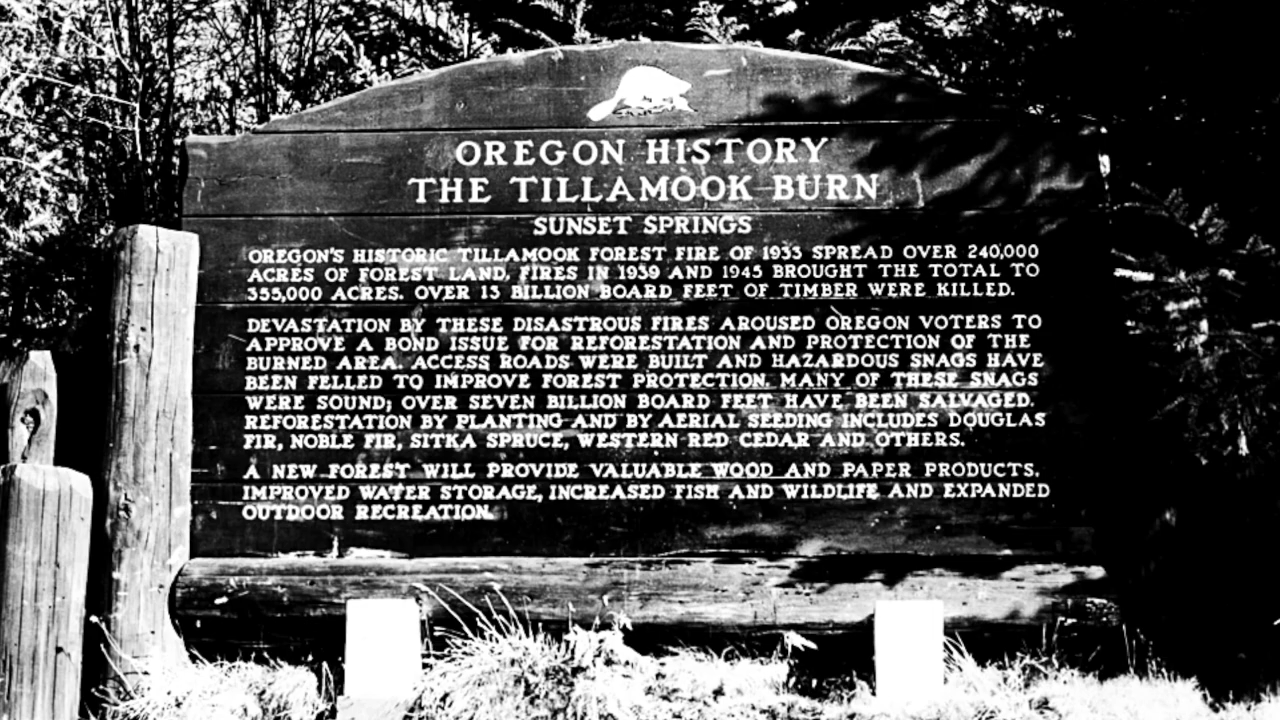 OREGON HISTORY
THE TILLAMOOK BURN
SUNSET SPRINGS
OREGON'S HISTORIC TILLAMOOK FOREST FIRE OF 1933 SPREAD OVER 240,000
ACRES OF FOREST LAND. FIRES IN 1939 AND 1945 BROUGHT THE TOTAL TO
355,000 ACRES. OVER 13 BILLION BOARD FEET OF TIMBER WERE KILLED.
DEVASTATION BY THESE DISASTROUS FIRES AROUSED OREGON VOTERS TO
APPROVE A BOND ISSUE FOR REFORESTATION AND PROTECTION OF THE
BURNED AREA. ACCESS ROADS WERE BUILT AND HAZARDOUS SNAGS HAVE
BEEN FELLED TO IMPROVE FOREST PROTECTION. MANY OF THESE SNAGS
WERE SOUND; OVER SEVEN BILLION BOARD FEET HAVE BEEN SALVAGED.
REFORESTATION BY PLANTING AND BY AERIAL SEEDING INCLUDES DOUGLAS
FIR, NOBLE FIR, SITKA SPRUCE, WESTERN RED CEDAR AND OTHERS.
A NEW FOREST WILL PROVIDE VALUABLE WOOD AND PAPER PRODUCTS,
IMPROVED WATER STORAGE, INCREASED FISH AND WILDLIFE AND EXPANDED
OUTDOOR RECREATION.